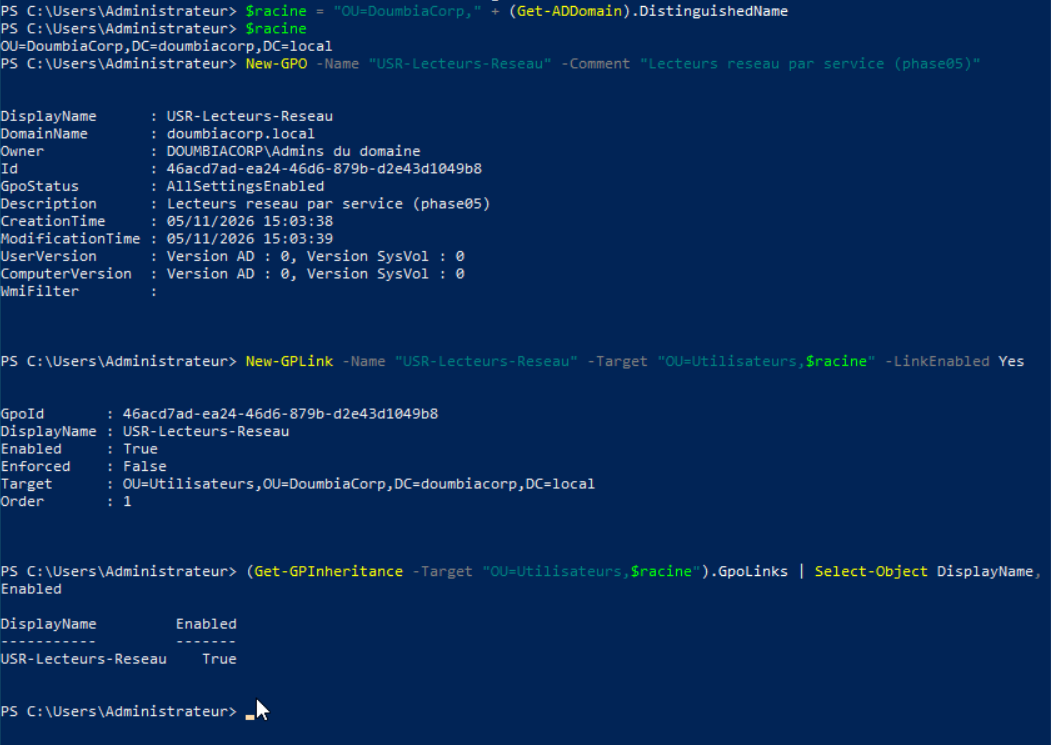 PS C:\Users\Administrateur> $racine = "OU=DoumbiaCorp," + (Get-ADDomain).DistinguishedName
PS C:\Users\Administrateur> $racine
OU=DoumbiaCorp,DC=doumbiacorp,DC=local
PS C:\Users\Administrateur> New-GPO -Name "USR-Lecteurs-Reseau" -Comment "Lecteurs reseau par service (phase05)"
DisplayName      : USR-Lecteurs-Reseau
DomainName       : doumbiacorp.local
Owner            : DOUMBIACORP\Admins du domaine
Id               : 46acd7ad-ea24-46d6-879b-d2e43d1049b8
GpoStatus        : AllSettingsEnabled
Description      : Lecteurs reseau par service (phase05)
CreationTime     : 05/11/2026 15:03:38
ModificationTime : 05/11/2026 15:03:39
UserVersion      : Version AD : 0, Version SysVol : 0
ComputerVersion  : Version AD : 0, Version SysVol : 0
WmiFilter        :
PS C:\Users\Administrateur> New-GPLink -Name "USR-Lecteurs-Reseau" -Target "OU=Utilisateurs,$racine" -LinkEnabled Yes
GpoId       : 46acd7ad-ea24-46d6-879b-d2e43d1049b8
DisplayName : USR-Lecteurs-Reseau
Enabled     : True
Enforced    : False
Target      : OU=Utilisateurs,OU=DoumbiaCorp,DC=doumbiacorp,DC=local
Order       : 1
PS C:\Users\Administrateur> (Get-GPInheritance -Target "OU=Utilisateurs,$racine").GpoLinks | Select-Object DisplayName,
Enabled
DisplayName         Enabled
-----------         -------
USR-Lecteurs-Reseau    True
PS C:\Users\Administrateur>